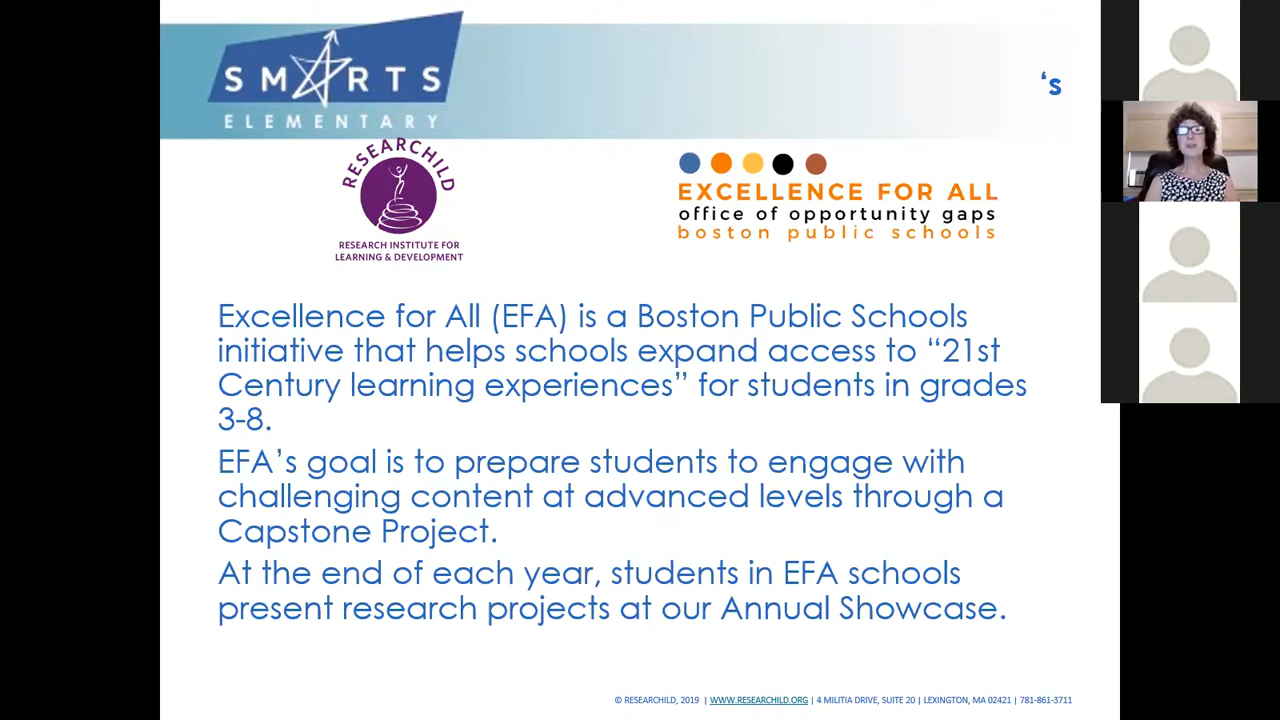 SMARTS
ELEMENTARY
‘s
RESEARCHILD
RESEARCH INSTITUTE FOR
LEARNING & DEVELOPMENT
EXCELLENCE FOR ALL
office of opportunity gaps
boston public schools
Excellence for All (EFA) is a Boston Public Schools
initiative that helps schools expand access to “21st
Century learning experiences” for students in grades
3-8.
EFA’s goal is to prepare students to engage with
challenging content at advanced levels through a
Capstone Project.
At the end of each year, students in EFA schools
present research projects at our Annual Showcase.
© RESEARCHILD, 2019 | WWW.RESEARCHILD.ORG | 4 MILITIA DRIVE, SUITE 20 | LEXINGTON, MA 02421 | 781-861-3711